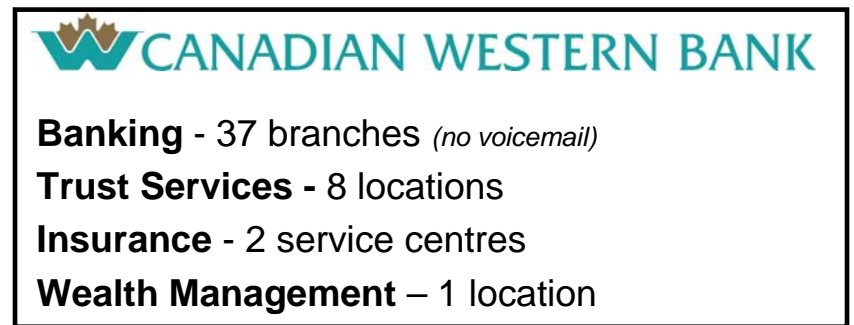 CANADIAN WESTERN BANK
Banking - 37 branches (no voicemail)
Trust Services - 8 locations
Insurance - 2 service centres
Wealth Management – 1 location